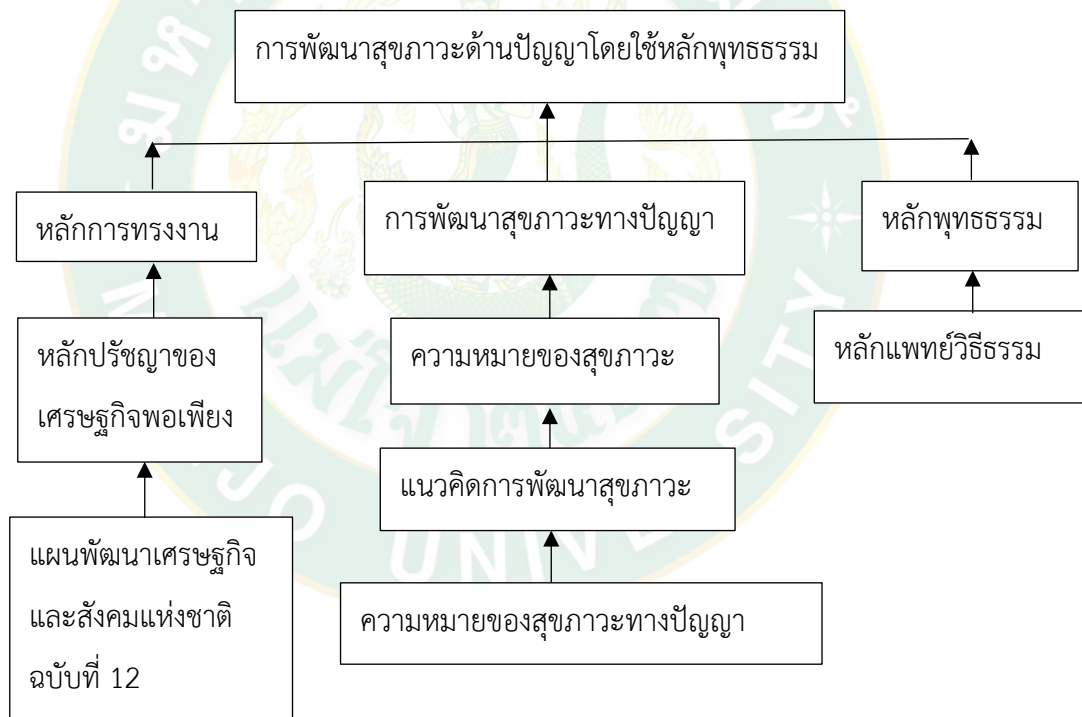 การพัฒนาสุขภาวะด้านปัญญาโดยใช้หลักพุทธธรรม
หลักการทรงงาน
การพัฒนาสุขภาวะทางปัญญา
หลักพุทธธรรม
หลักปรัชญาของ
เศรษฐกิจพอเพียง
ความหมายของสุขภาวะ
หลักแพทย์วิธีธรรม
แนวคิดการพัฒนาสุขภาวะ
แผนพัฒนาเศรษฐกิจ
และสังคมแห่งชาติ
ฉบับที่ 12
ความหมายของสุขภาวะทางปัญญา
UNIVERSITY